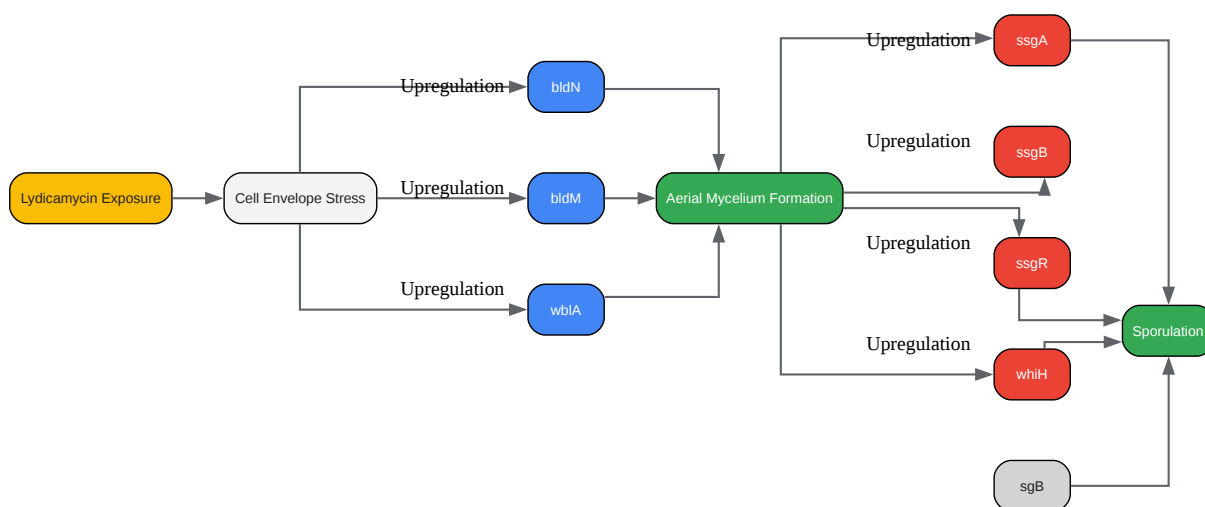 Lydicamycin Exposure
Cell Envelope Stress
Upregulation
Upregulation
Upregulation
bldN
bldM
wblA
Aerial Mycelium Formation
Upregulation
Upregulation
Upregulation
Upregulation
ssgA
ssgB
ssgR
whiH
sgB
Sporulation